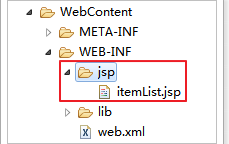 WebContent
META-INF
WEB-INF
jsp
itemList.jsp
lib
web.xml